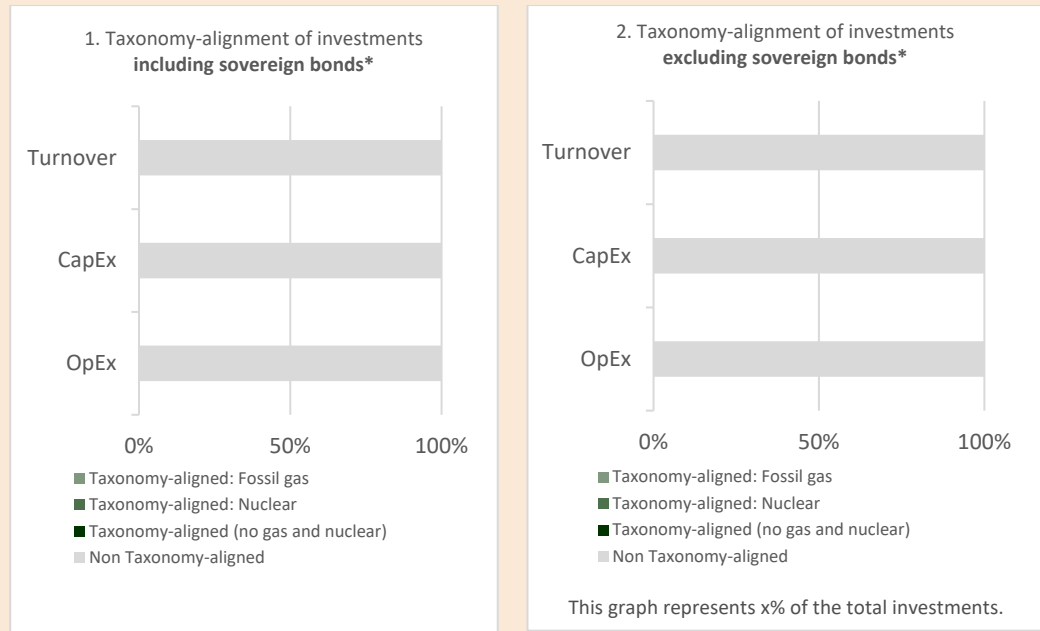 1. Taxonomy-alignment of investments
including sovereign bonds*
Turnover
CapEx
OpEx
0% 50% 100%
Taxonomy-aligned: Fossil gas
Taxonomy-aligned: Nuclear
Taxonomy-aligned (no gas and nuclear)
Non Taxonomy-aligned
2. Taxonomy-alignment of investments
excluding sovereign bonds*
Turnover
CapEx
OpEx
0% 50% 100%
Taxonomy-aligned: Fossil gas
Taxonomy-aligned: Nuclear
Taxonomy-aligned (no gas and nuclear)
Non Taxonomy-aligned
This graph represents x% of the total investments.